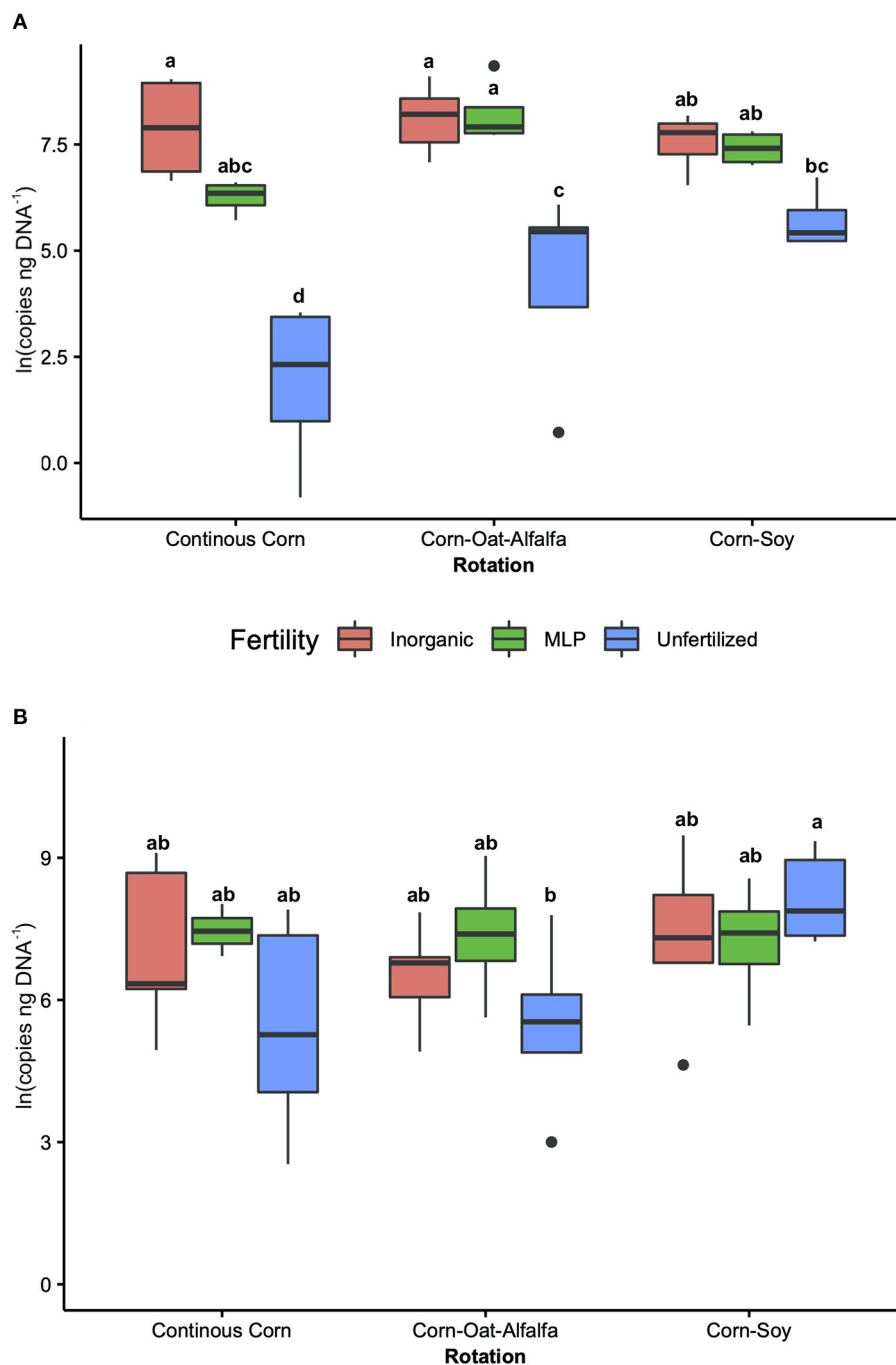 A
a
a
a
ab
ab
abc
c
bc
d
7.5
5.0
2.5
0.0
ln(copies ng DNA⁻¹)
Continous Corn
Corn-Oat-Alfalfa
Corn-Soy
Rotation
Fertility Inorganic MLP Unfertilized
B
ab
ab
ab
ab
ab
b
ab
ab
a
9
6
3
0
ln(copies ng DNA⁻¹)
Continous Corn
Corn-Oat-Alfalfa
Corn-Soy
Rotation